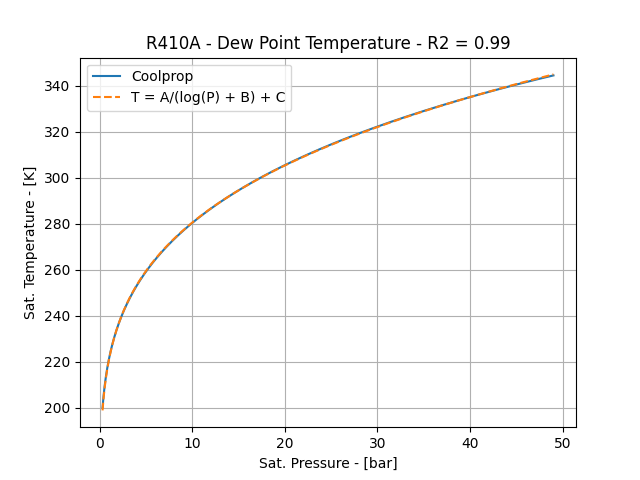 R410A - Dew Point Temperature - R2 = 0.99
Coolprop
T = A/(log(P) + B) + C
Sat. Temperature - [K]
340
320
300
280
260
240
220
200
0 10 20 30 40 50
Sat. Pressure - [bar]